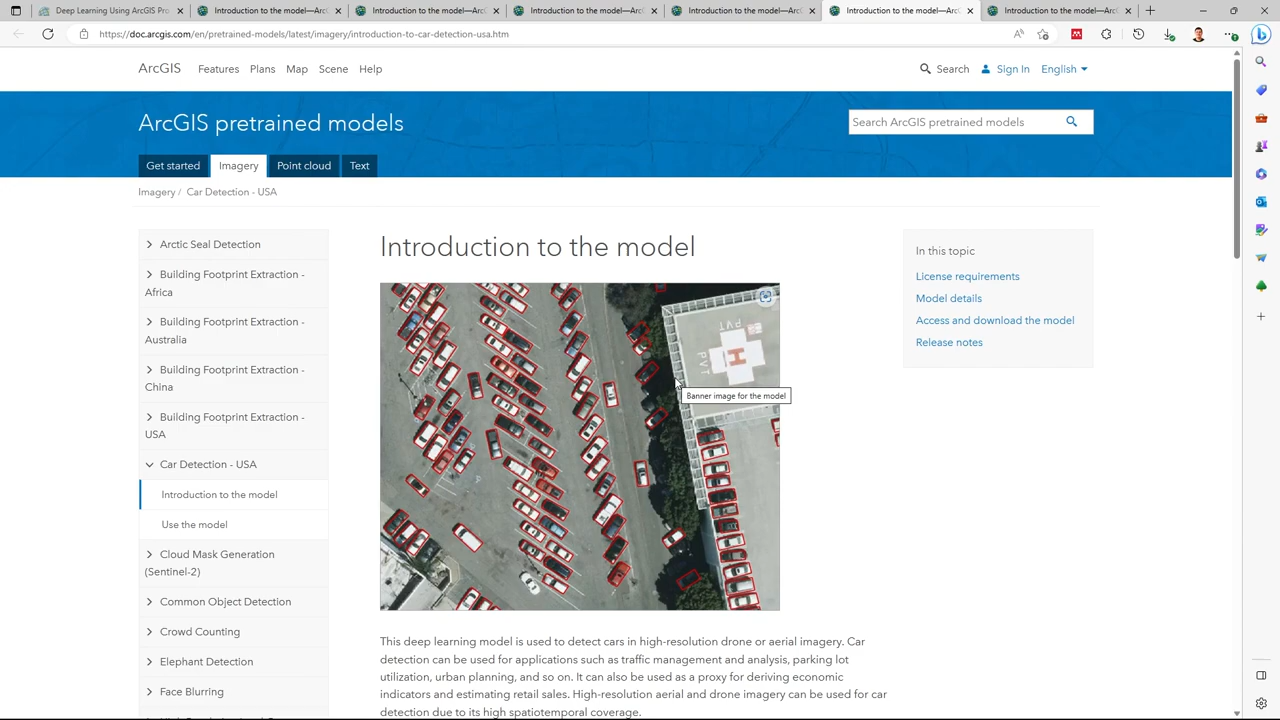 Deep Learning Using ArcGIS Pro
Introduction to the model—ArcG
Introduction to the model—ArcG
Introduction to the model—ArcG
Introduction to the model—ArcG
Introduction to the model—ArcG
Introduction to the model—ArcG
https://doc.arcgis.com/en/pretrained-models/latest/imagery/introduction-to-car-detection-usa.htm
ArcGIS Features Plans Map Scene Help Search Sign In English
ArcGIS pretrained models
Search ArcGIS pretrained models
Get started Imagery Point cloud Text
Imagery / Car Detection - USA
Arctic Seal Detection
Building Footprint Extraction -
Africa
Building Footprint Extraction -
Australia
Building Footprint Extraction -
China
Building Footprint Extraction -
USA
Car Detection - USA
Introduction to the model
Use the model
Cloud Mask Generation
(Sentinel-2)
Common Object Detection
Crowd Counting
Elephant Detection
Face Blurring
Introduction to the model
PVT
H
PVT
Banner image for the model
This deep learning model is used to detect cars in high-resolution drone or aerial imagery. Car
detection can be used for applications such as traffic management and analysis, parking lot
utilization, urban planning, and so on. It can also be used as a proxy for deriving economic
indicators and estimating retail sales. High-resolution aerial and drone imagery can be used for car
detection due to its high spatiotemporal coverage.
In this topic
License requirements
Model details
Access and download the model
Release notes